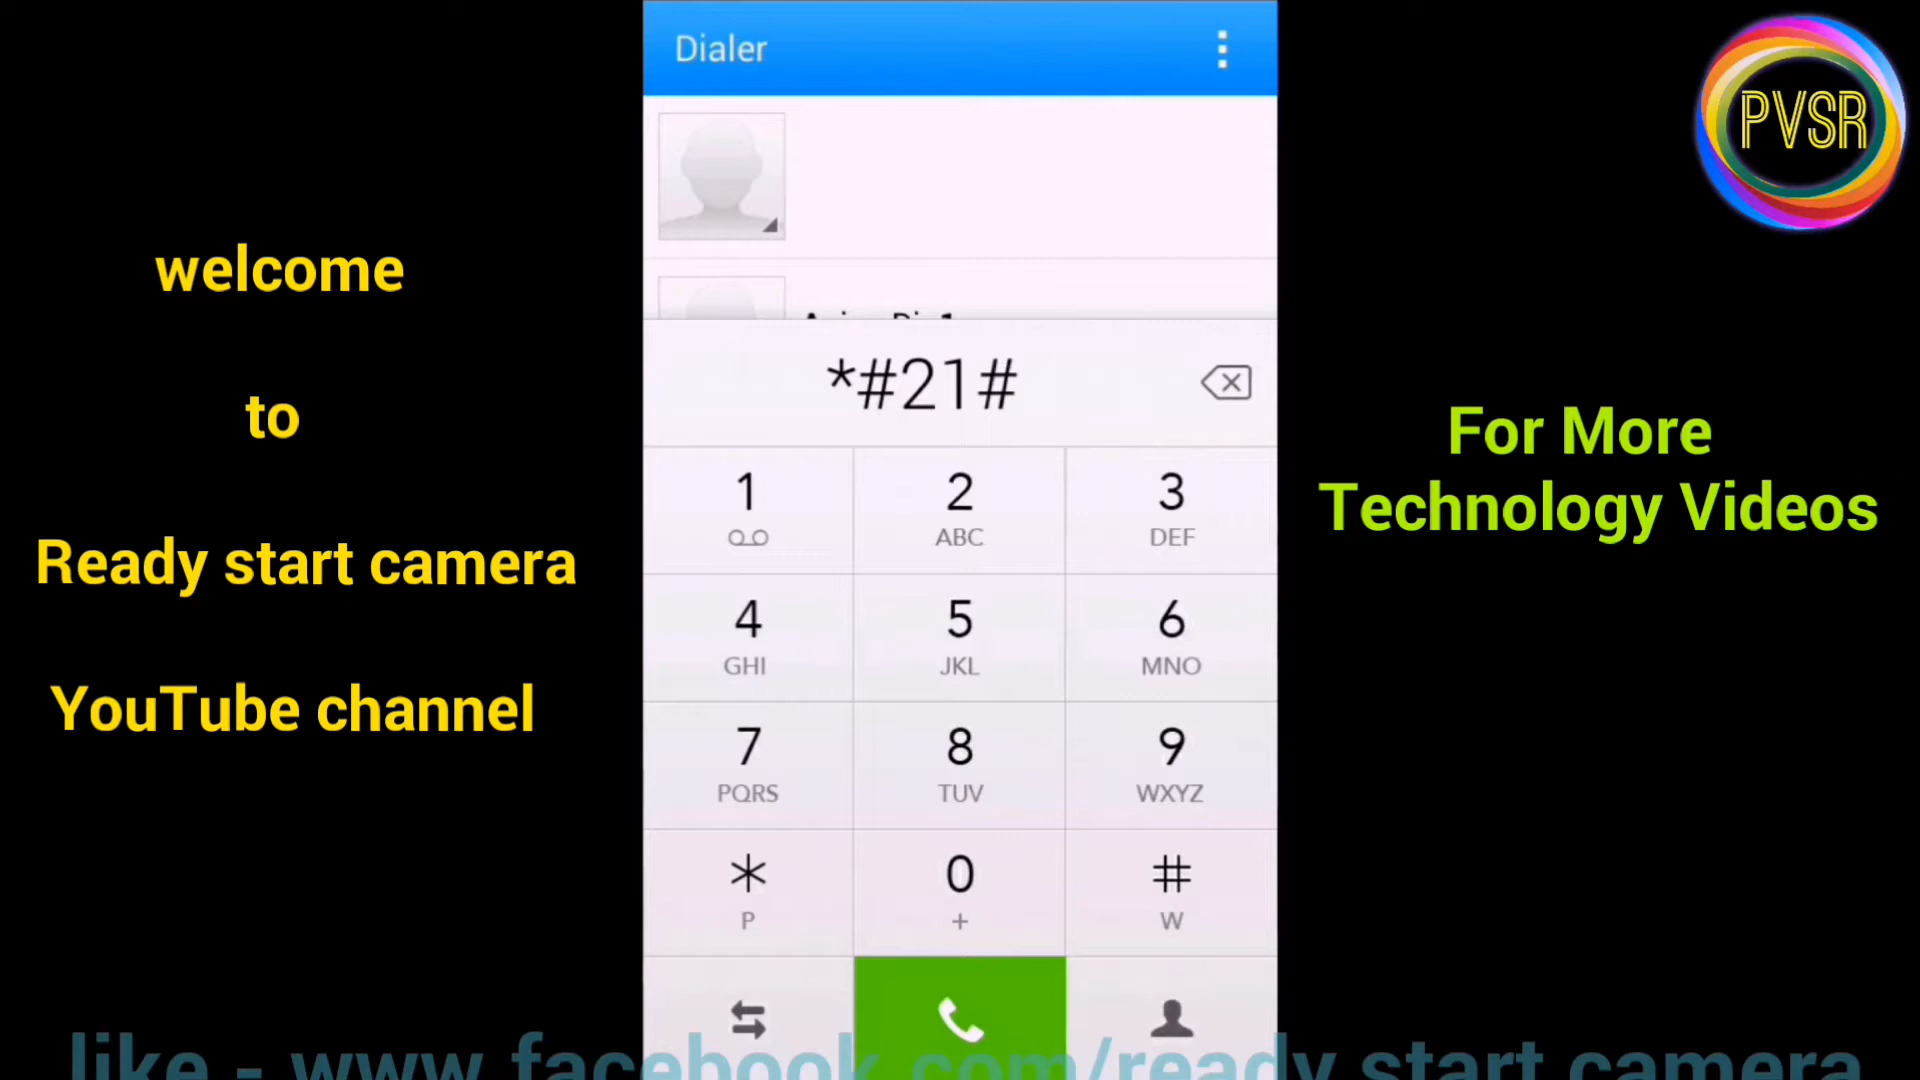 Dialer
PVSR
welcome
to
Ready start camera
YouTube channel
*#21#
For More
Technology Videos
1
2
ABC
3
DEF
4
GHI
5
JKL
6
MNO
7
PQRS
8
TUV
9
WXYZ
*
P
0
+
#
W
like - www.facebook.com/ready start camera